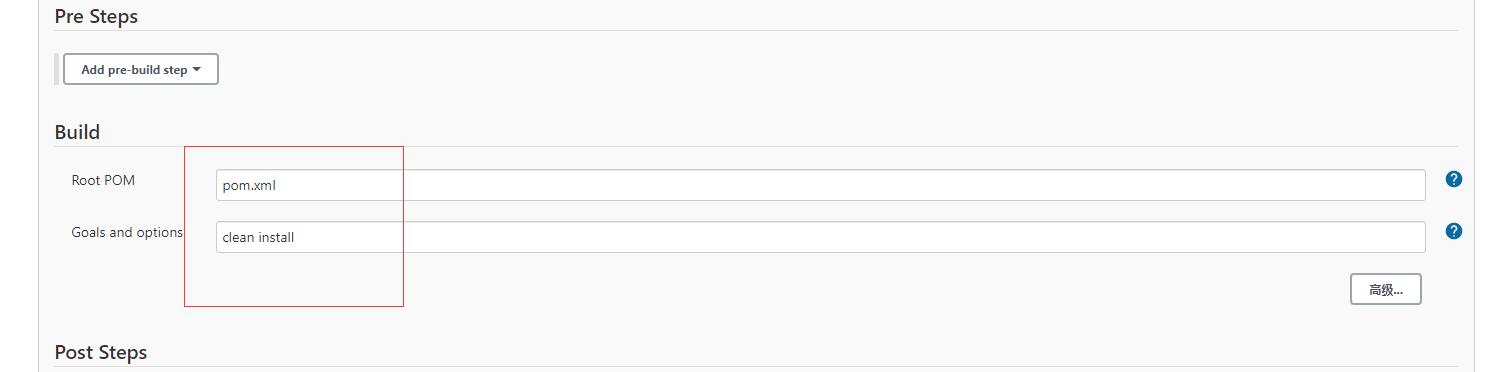 Pre Steps
Add pre-build step
Build
Root POM
pom.xml
?
Goals and options
clean install
?
高级...
Post Steps